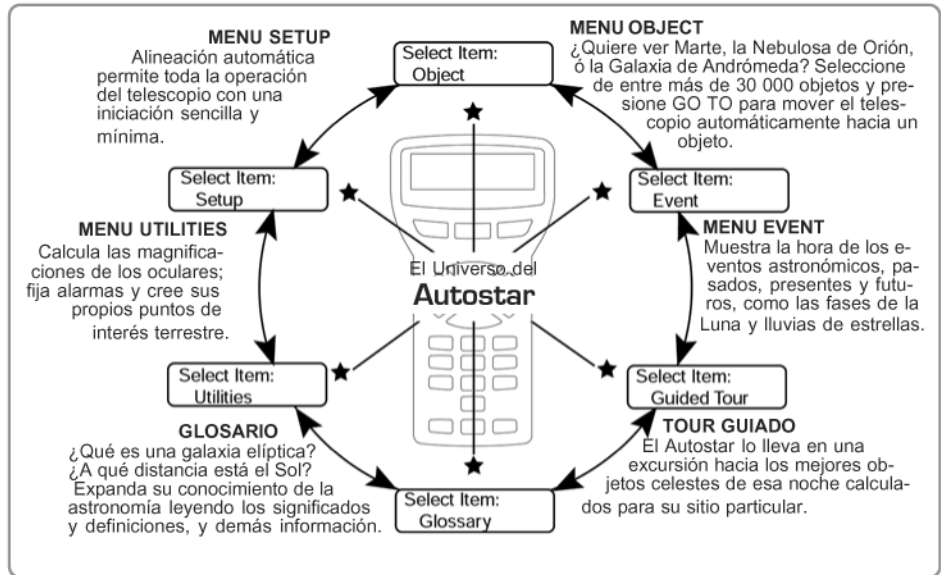 MENU SETUP
Alineación automática
permite toda la operación
del telescopio con una
iniciación sencilla y
mínima.
Select Item:
Object
MENU OBJECT
¿Quiere ver Marte, la Nebulosa de Orión,
ó la Galaxia de Andrómeda? Seleccione
de entre más de 30 000 objetos y pre-
sione GO TO para mover el teles-
copio automáticamente hacia un
objeto.
Select Item:
Setup
Select Item:
Event
MENU UTILITIES
Calcula las magnifica-
ciones de los oculares;
fija alarmas y cree sus
propios puntos de
interés terrestre.
El Universo del
Autostar
MENU EVENT
Muestra la hora de los e-
ventos astronómicos, pa-
sados, presentes y futu-
ros, como las fases de la
Luna y lluvias de estrellas.
Select Item:
Utilities
Select Item:
Guided Tour
GLOSARIO
¿Qué es una galaxia elíptica?
¿A qué distancia está el Sol?
Expanda su conocimiento de la
astronomía leyendo los significados
y definiciones, y demás información.
Select Item:
Glossary
TOUR GUIADO
El Autostar lo lleva en una
excursión hacia los mejores ob-
jetos celestes de esa noche calcula-
dos para su sitio particular.